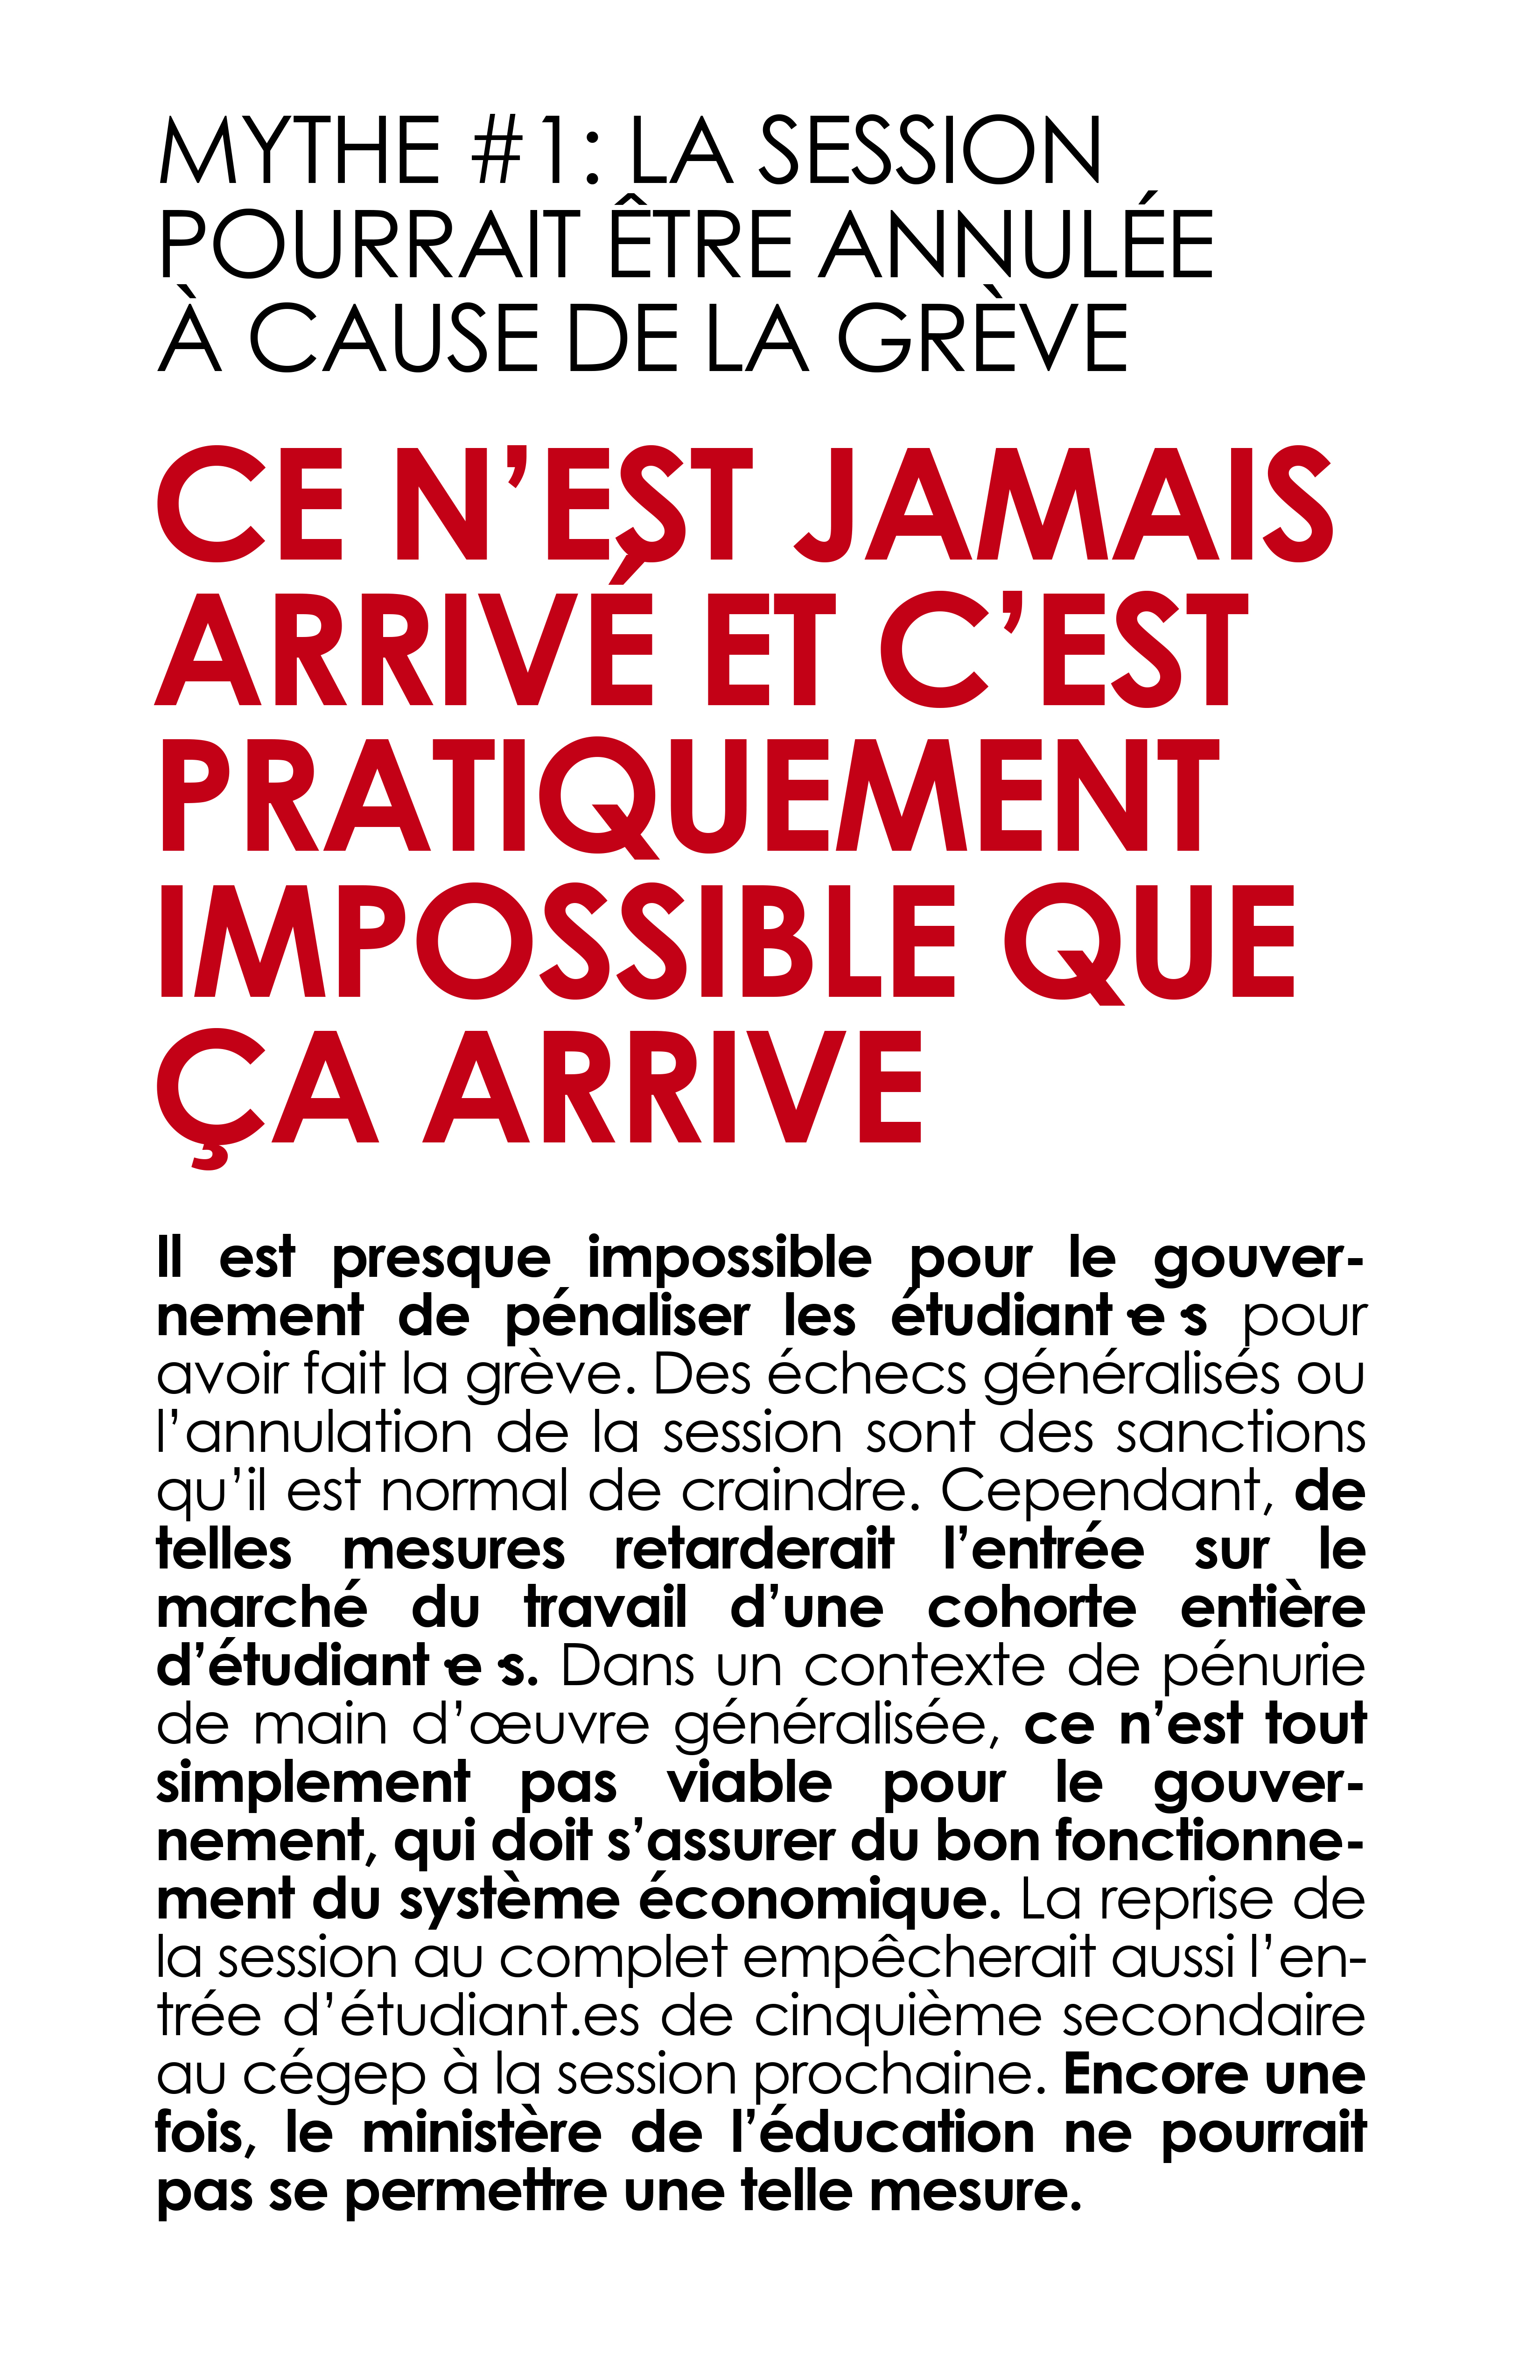 MYTHE #1: LA SESSION
POURRAIT ÊTRE ANNULÉE
À CAUSE DE LA GRÈVE
CE N’EST JAMAIS
ARRIVÉ ET C’EST
PRATIQUEMENT
IMPOSSIBLE QUE
ÇA ARRIVE
Il est presque impossible pour le gouver-
nement de pénaliser les étudiant·e·s pour
avoir fait la grève. Des échecs généralisés ou
l’annulation de la session sont des sanctions
qu’il est normal de craindre. Cependant, de
telles mesures retarderait l’entrée sur le
marché du travail d’une cohorte entière
d’étudiant·e·s. Dans un contexte de pénurie
de main d’œuvre généralisée, ce n’est tout
simplement pas viable pour le gouver-
nement, qui doit s’assurer du bon fonctionne-
ment du système économique. La reprise de
la session au complet empêcherait aussi l’en-
trée d’étudiant.es de cinquième secondaire
au cégep à la session prochaine. Encore une
fois, le ministère de l’éducation ne pourrait
pas se permettre une telle mesure.